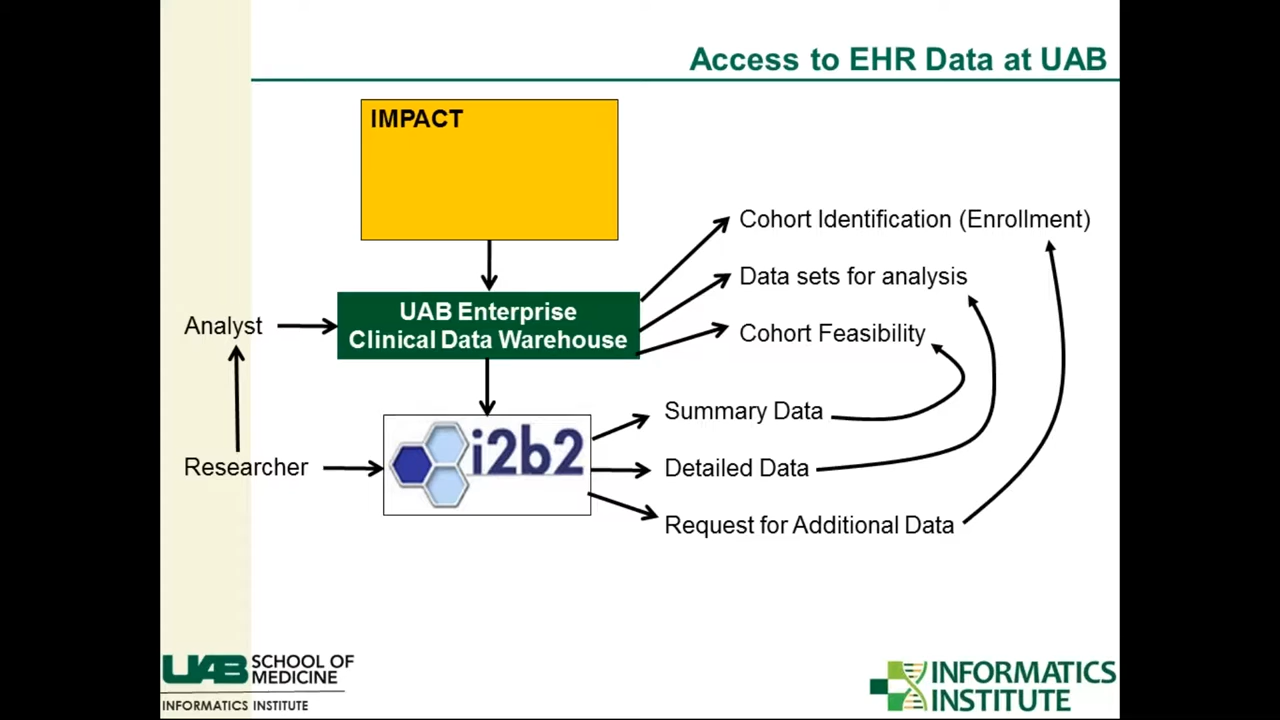 Access to EHR Data at UAB
IMPACT
Cohort Identification (Enrollment)
Data sets for analysis
UAB Enterprise
Clinical Data Warehouse
Analyst
Cohort Feasibility
i2b2
Summary Data
Researcher
Detailed Data
Request for Additional Data
UAB SCHOOL OF
MEDICINE
INFORMATICS INSTITUTE
INFORMATICS
INSTITUTE